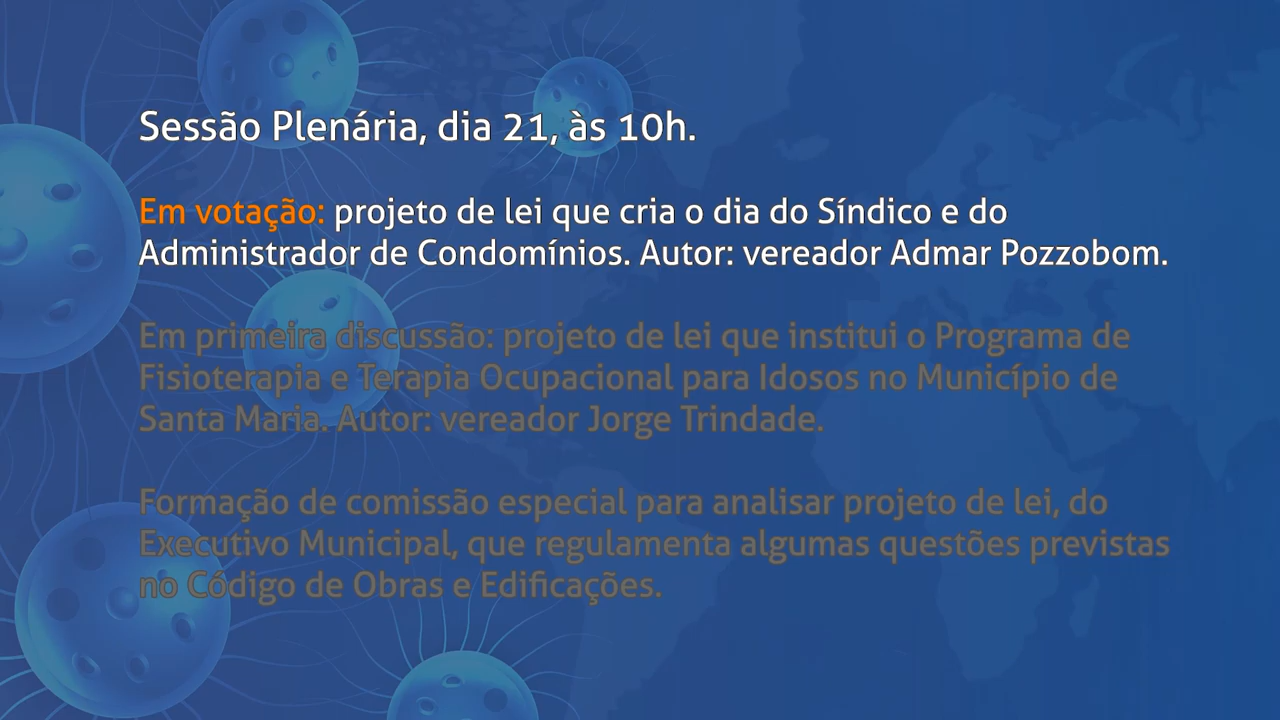 Sessão Plenária, dia 21, às 10h.
Em votação: projeto de lei que cria o dia do Síndico e do
Administrador de Condomínios. Autor: vereador Admar Pozzobom.
Em primeira discussão: projeto de lei que institui o Programa de
Fisioterapia e Terapia Ocupacional para Idosos no Município de
Santa Maria. Autor: vereador Jorge Trindade.
Formação de comissão especial para analisar projeto de lei, do
Executivo Municipal, que regulamenta algumas questões previstas
no Código de Obras e Edificações.